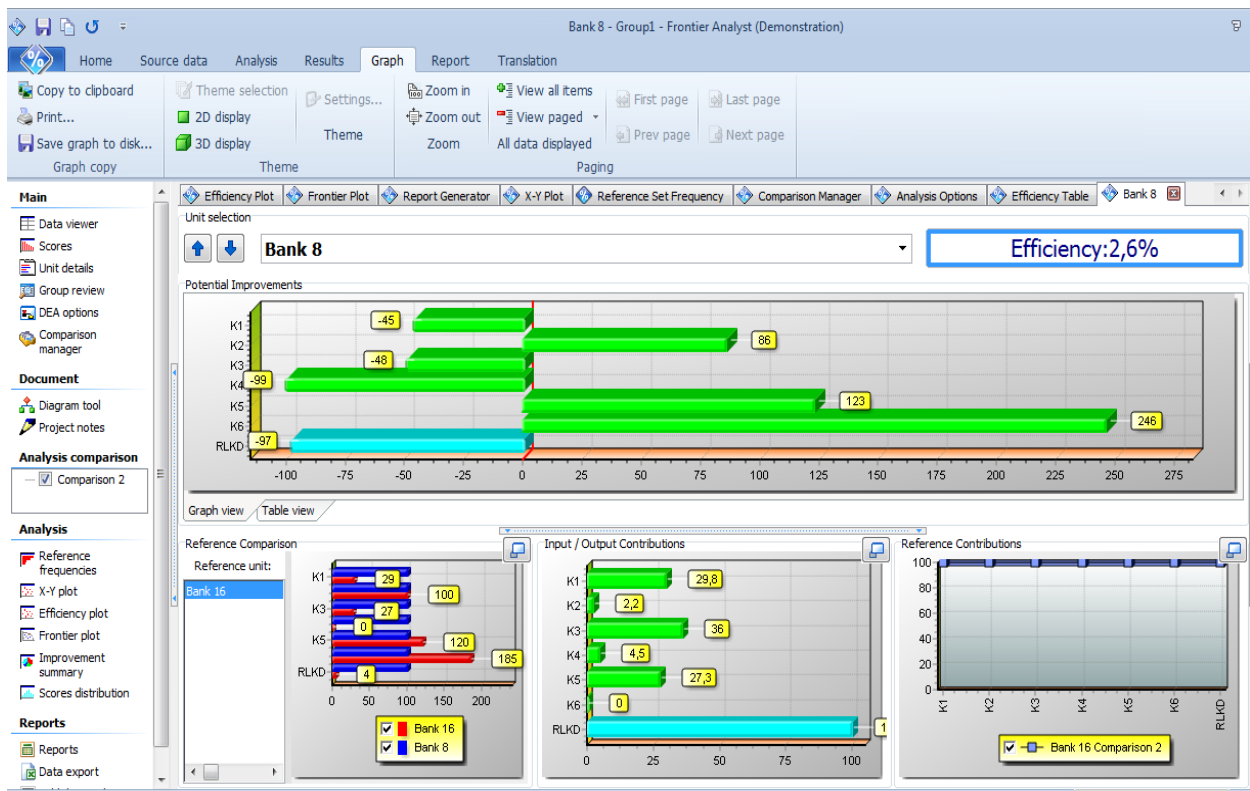 Bank 8 - Group1 - Frontier Analyst (Demonstration)
Home Source data Analysis Results Graph Report Translation
Copy to clipboard
Print...
Save graph to disk...
Graph copy
Theme selection
2D display
3D display
Settings...
Theme
Theme
Zoom in
Zoom out
Zoom
View all items
View paged
All data displayed
First page
Prev page
Last page
Next page
Paging
Main
Data viewer
Scores
Unit details
Group review
DEA options
Comparison
manager
Document
Diagram tool
Project notes
Analysis comparison
Comparison 2
Analysis
Reference
frequencies
X-Y plot
Efficiency plot
Frontier plot
Improvement
summary
Scores distribution
Reports
Reports
Data export
Efficiency Plot Frontier Plot Report Generator X-Y Plot Reference Set Frequency Comparison Manager Analysis Options Efficiency Table Bank 8
Unit selection
Bank 8
Efficiency:2,6%
Potential Improvements
K1 -45
K2 86
K3 -48
K4 -99
K5 123
K6 246
RLKD -97
-100 -75 -50 -25 0 25 50 75 100 125 150 175 200 225 250 275
Graph view Table view
Reference Comparison
Reference unit:
Bank 16
K1 29
100
K3 27
0
K5 120
185
RLKD 4
0 50 100 150 200
Bank 16
Bank 8
Input / Output Contributions
K1 29,8
K2 2,2
K3 36
K4 4,5
K5 27,3
K6 0
RLKD 1
0 25 50 75 100
Reference Contributions
100
80
60
40
20
0
K1 K2 K3 K4 K5 K6 RLKD
Bank 16 Comparison 2